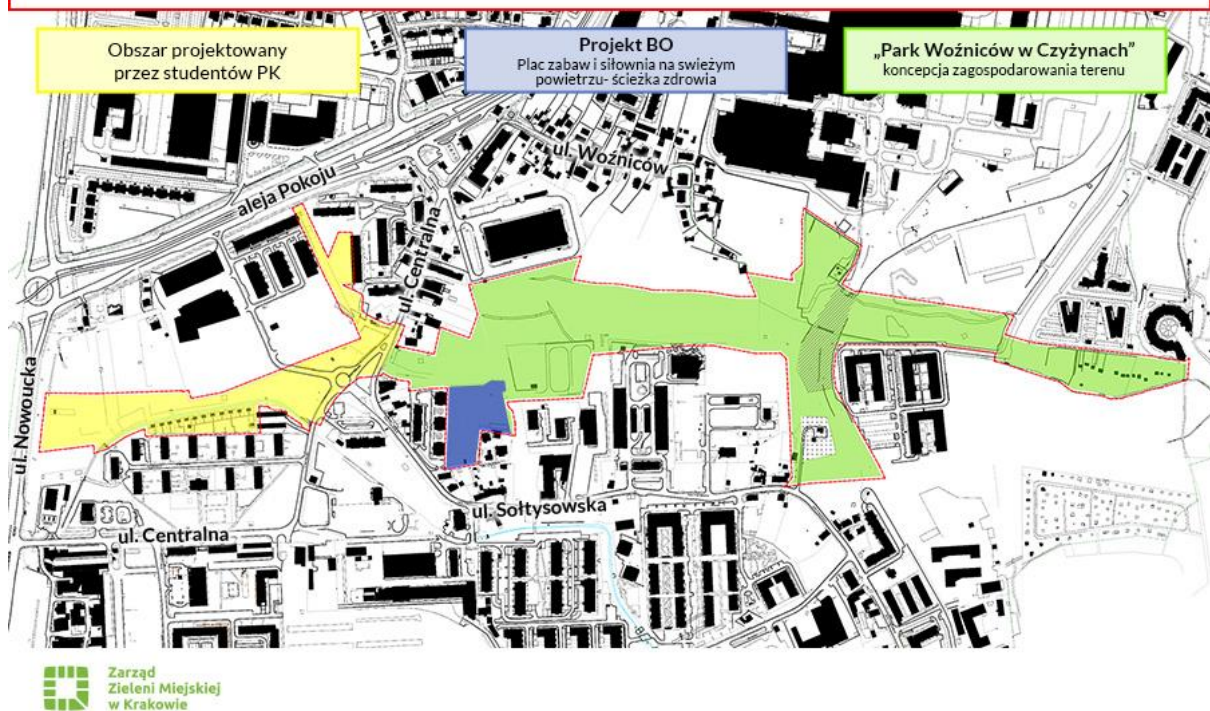 Obszar projektowany
przez studentów PK
Projekt BO
Plac zabaw i siłownia na swieżym
powietrzu- ścieżka zdrowia
„Park Woźniców w Czyżynach”
koncepcja zagospodarowania terenu
ul. Woźniców
aleja Pokoju
ul. Centralna
ul. Nowoucka
ul. Sołtysowska
ul. Centralna
Zarząd
Zieleni Miejskiej
w Krakowie